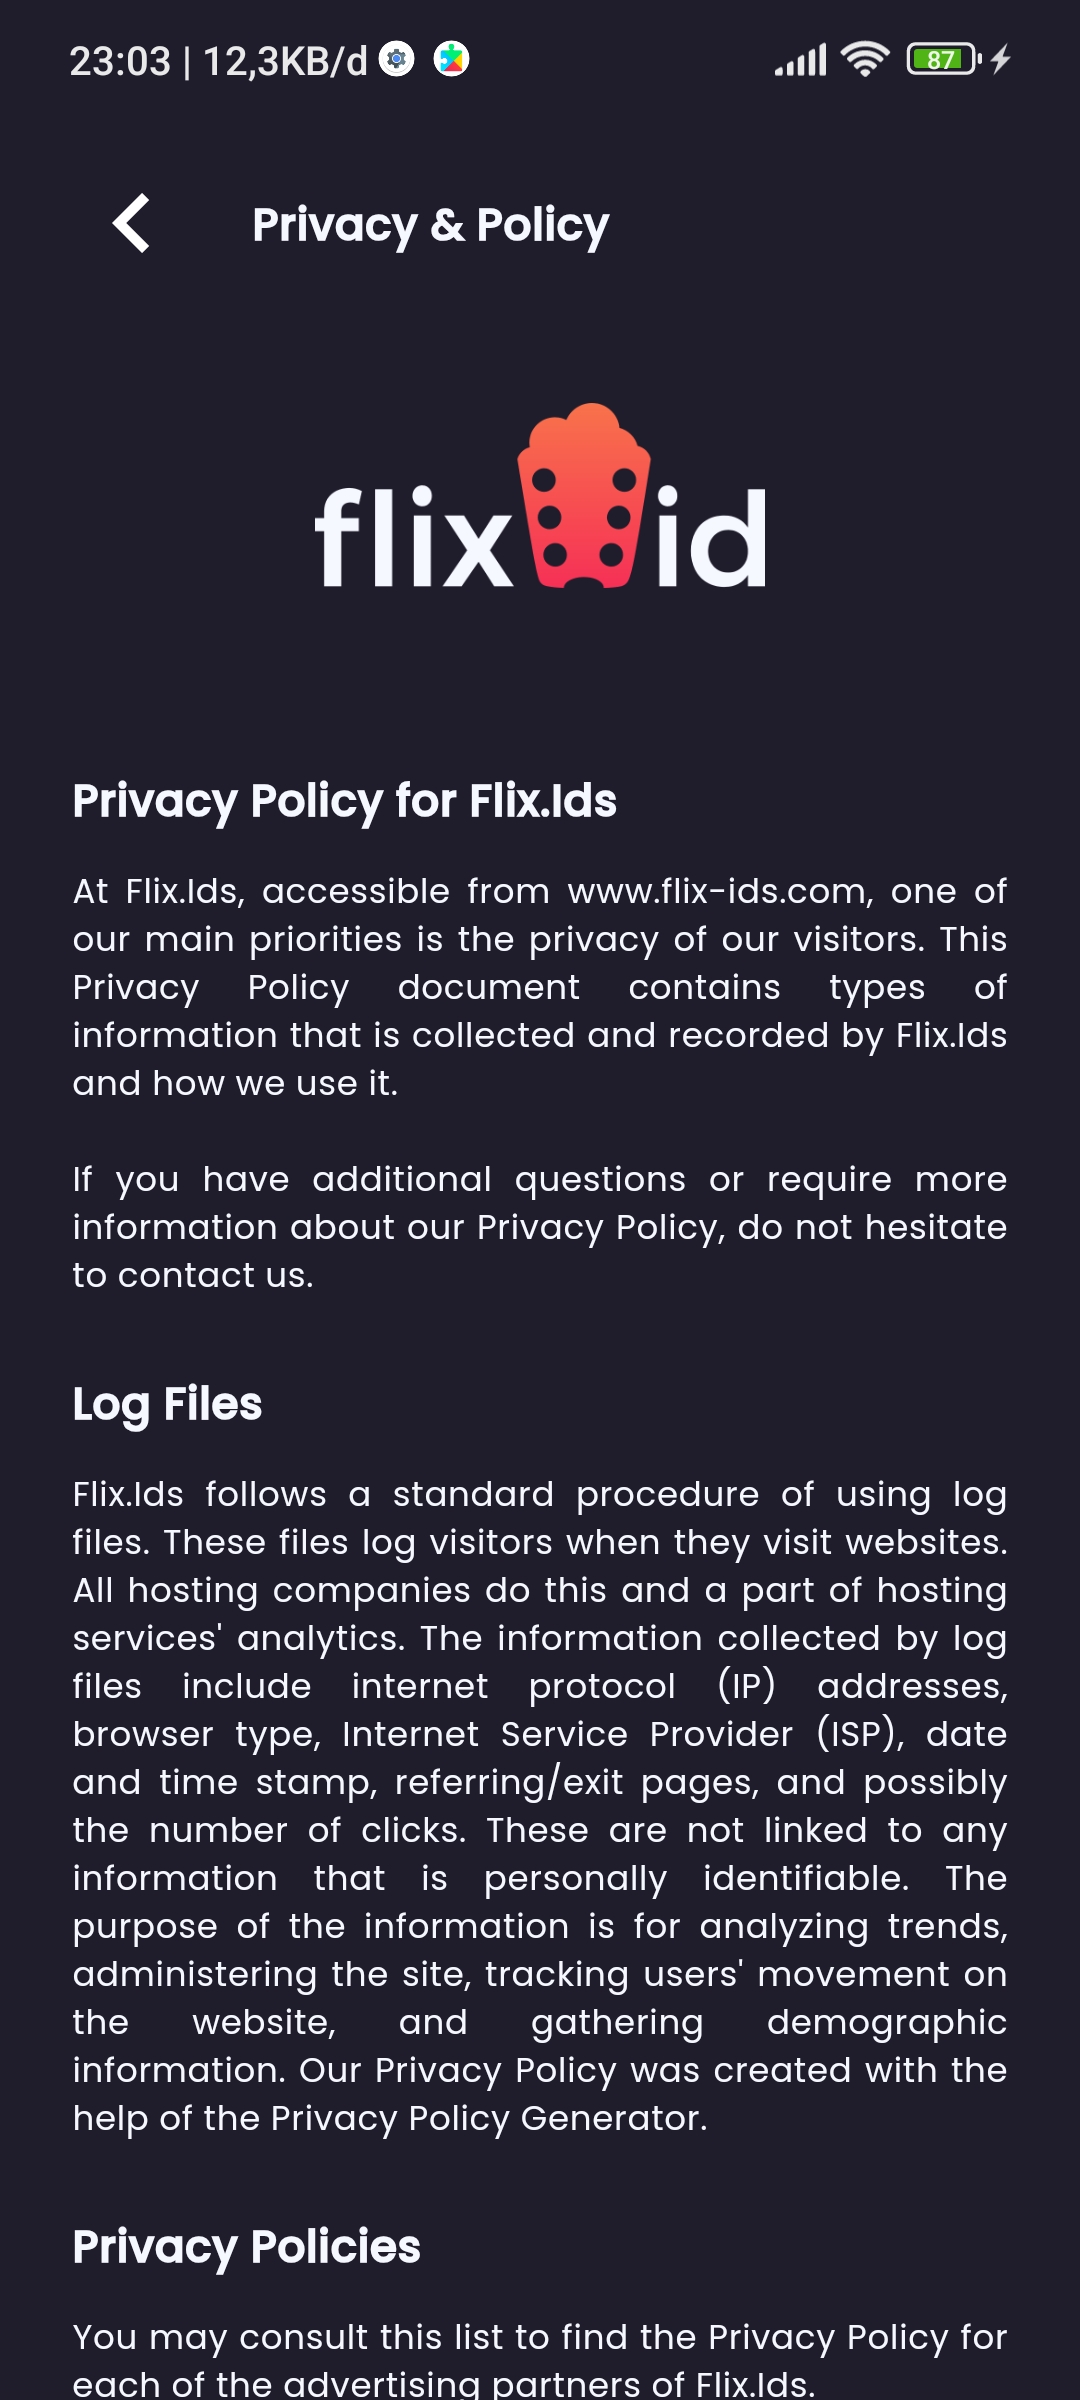 23:03 | 12,3KB/d
87
Privacy & Policy
flix id
Privacy Policy for Flix.Ids
At Flix.Ids, accessible from www.flix-ids.com, one of
our main priorities is the privacy of our visitors. This
Privacy Policy document contains types of
information that is collected and recorded by Flix.Ids
and how we use it.
If you have additional questions or require more
information about our Privacy Policy, do not hesitate
to contact us.
Log Files
Flix.Ids follows a standard procedure of using log
files. These files log visitors when they visit websites.
All hosting companies do this and a part of hosting
services' analytics. The information collected by log
files include internet protocol (IP) addresses,
browser type, Internet Service Provider (ISP), date
and time stamp, referring/exit pages, and possibly
the number of clicks. These are not linked to any
information that is personally identifiable. The
purpose of the information is for analyzing trends,
administering the site, tracking users' movement on
the website, and gathering demographic
information. Our Privacy Policy was created with the
help of the Privacy Policy Generator.
Privacy Policies
You may consult this list to find the Privacy Policy for
each of the advertising partners of Flix.Ids.